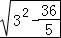 √(3² − 36/5)